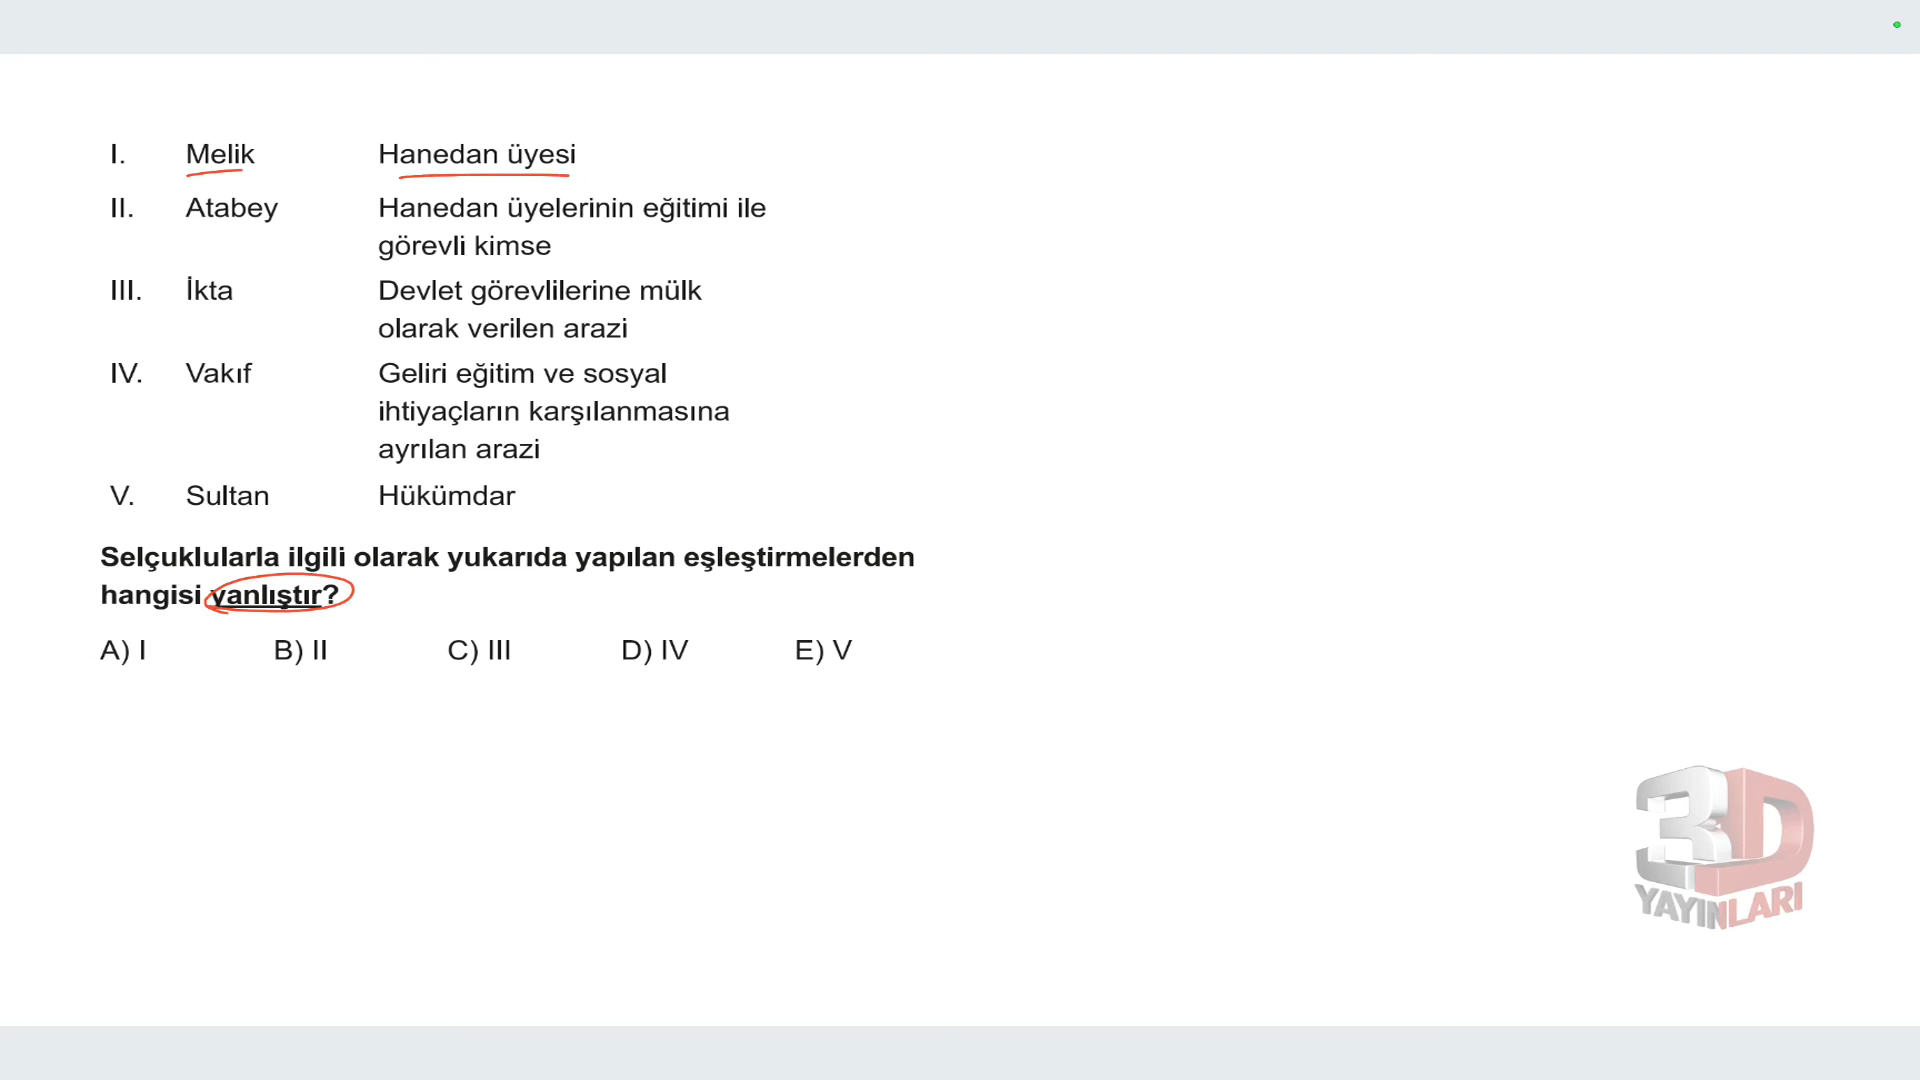 I. Melik Hanedan üyesi
II. Atabey Hanedan üyelerinin eğitimi ile
görevli kimse
III. İkta Devlet görevlilerine mülk
olarak verilen arazi
IV. Vakıf Geliri eğitim ve sosyal
ihtiyaçların karşılanmasına
ayrılan arazi
V. Sultan Hükümdar
Selçuklularla ilgili olarak yukarıda yapılan eşleştirmelerden
hangisi yanlıştır?
A) I B) II C) III D) IV E) V
3D
YAYINLARI